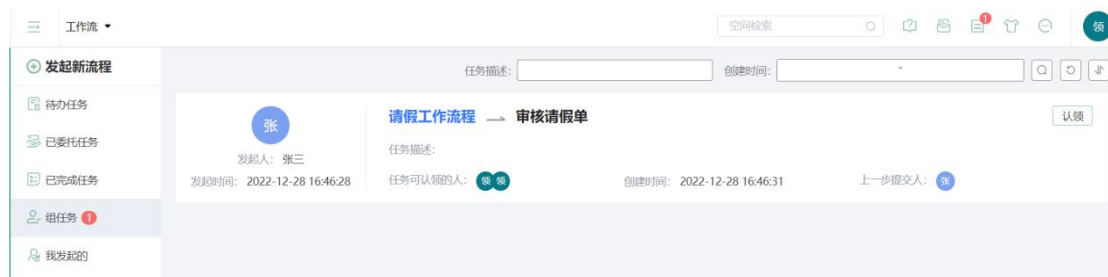 工作流
空间检索
1
领
发起新流程
任务描述：
创建时间：
-
待办任务
已委托任务
已完成任务
组任务 1
我发起的
张
发起人： 张三
发起时间： 2022-12-28 16:46:28
请假工作流程 审核请假单
认领
任务描述：
任务可认领的人： 领 领
创建时间： 2022-12-28 16:46:31
上一步提交人： 张